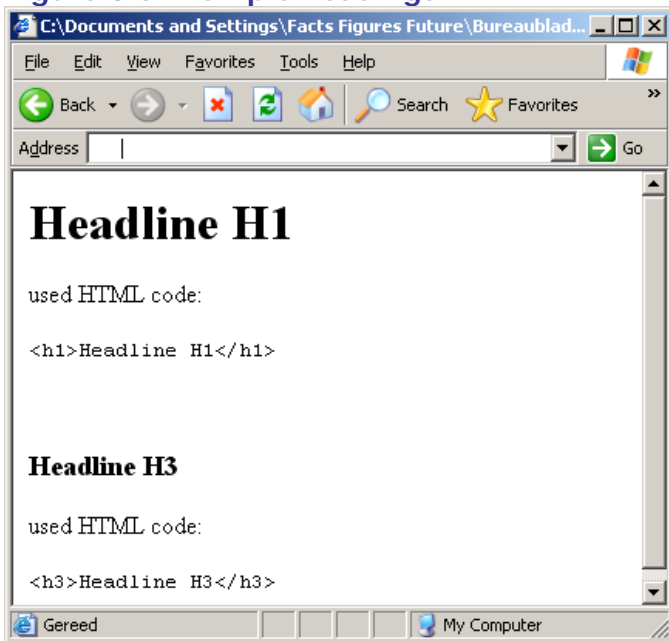 C:\Documents and Settings\Facts Figures Future\Bureaublad...
File Edit View Favorites Tools Help
Back Search Favorites »
Address Go
Headline H1
used HTML code:
<h1>Headline H1</h1>
Headline H3
used HTML code:
<h3>Headline H3</h3>
Gereed My Computer